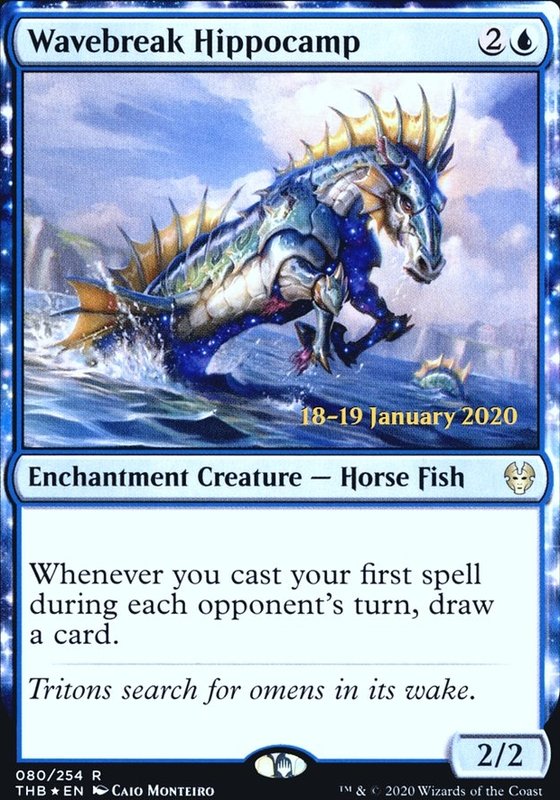 Wavebreak Hippocamp 2
18–19 January 2020
Enchantment Creature — Horse Fish
Whenever you cast your first spell
during each opponent's turn, draw
a card.
Tritons search for omens in its wake.
2/2
080/254 R
THB ★ EN Caio Monteiro
™ & © 2020 Wizards of the Coast